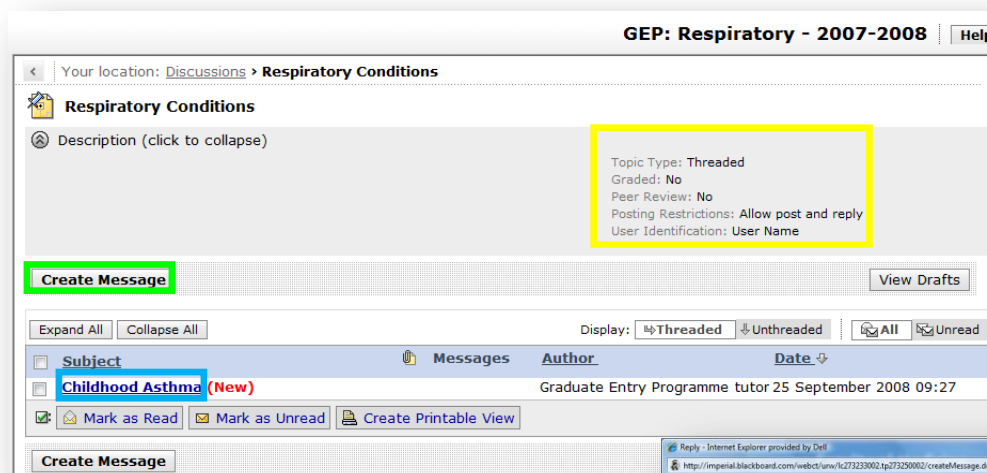 GEP: Respiratory - 2007-2008 Help
< Your location: Discussions › Respiratory Conditions
Respiratory Conditions
Description (click to collapse)
Topic Type: Threaded
Graded: No
Peer Review: No
Posting Restrictions: Allow post and reply
User Identification: User Name
Create Message View Drafts
Expand All Collapse All Display: Threaded Unthreaded All Unread
Subject Messages Author Date
Childhood Asthma (New) Graduate Entry Programme tutor 25 September 2008 09:27
Mark as Read Mark as Unread Create Printable View
Create Message
Reply - Internet Explorer provided by Dell
http://imperial.blackboard.com/webct/urw/lc273233002.tp273250002/createMessage.d